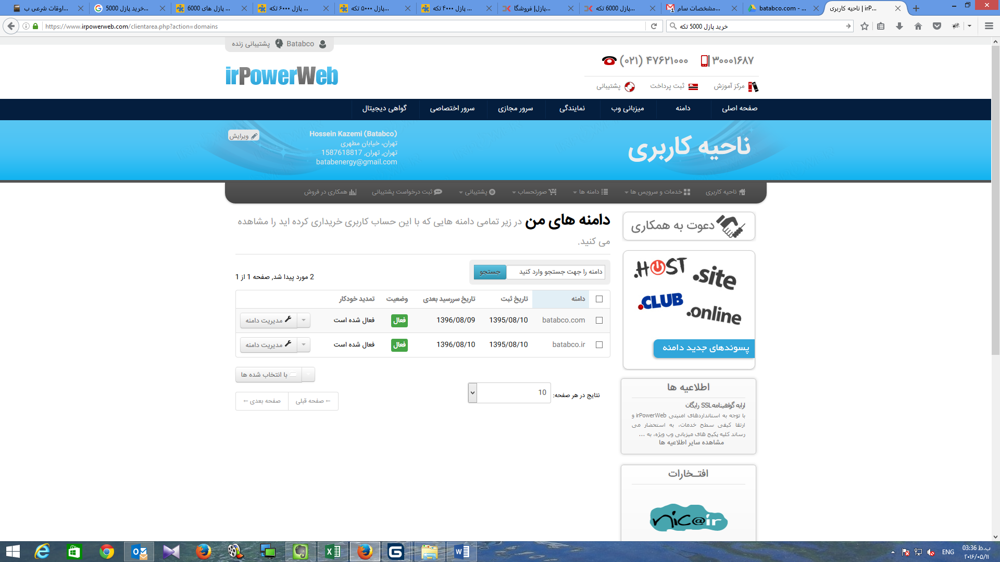 اوقات شرعی ب...
خرید پازل 5000...
پازل های 6000 ...
پازل ۶۰۰۰ تکه ...
پازل ۵۰۰۰ تکه...
پازل ۴۰۰۰ تکه ...
پازل| فروشگا...
پازل 6000 تکه...
مشخصات سام...
batabco.com - ...
ناحیه کاربری | irP...
https://www.irpowerweb.com/clientarea.php?action=domains
خرید پازل 5000 تکه
Batabco
پشتیبانی زنده
irPowerWeb
۳۰۰۰۱۶۸۷
(۰۲۱) ۴۷۶۲۱۰۰۰
مرکز آموزش
ثبت پرداخت
پشتیبانی
صفحه اصلی
دامنه
میزبانی وب
نمایندگی
سرور مجازی
سرور اختصاصی
گواهی دیجیتال
ناحیه کاربری
Hossein Kazemi (Batabco)
تهران، خیابان مطهری
تهران, تهران, 1587618817
batabenergy@gmail.com
ویرایش
ناحیه کاربری
خدمات و سرویس ها
دامنه ها
صورتحساب
پشتیبانی
ثبت درخواست پشتیبانی
همکاری در فروش
دعوت به همکاری
.HOST
.site
.CLUB
.online
پسوندهای جدید دامنه
اطلاعیه ها
ارایه گواهینامه SSL رایگان
با توجه به استانداردهای امنیتی irPowerWeb و
ارتقا کیفی سطح خدمات، به استحضار می
رساند کلیه پکیج های میزبانی وب ویژه، به ...
مشاهده سایر اطلاعیه ها
افتـخارات
nic@ir
دامنه های من در زیر تمامی دامنه هایی که با این حساب کاربری خریداری کرده اید را مشاهده
می کنید.
دامنه را جهت جستجو وارد کنید
جستجو
2 مورد پیدا شد, صفحه 1 از 1
دامنه تاریخ ثبت تاریخ سررسید بعدی وضعیت تمدید خودکار
batabco.com 1395/08/10 1396/08/09 فعال فعال شده است مدیریت دامنه
batabco.ir 1395/08/10 1396/08/10 فعال فعال شده است مدیریت دامنه
با انتخاب شده ها
نتایج در هر صفحه: 10
← صفحه قبلی
صفحه بعدی →
ENG
03:36 ب.ظ
۲۰۱۶/۰۵/۱۱